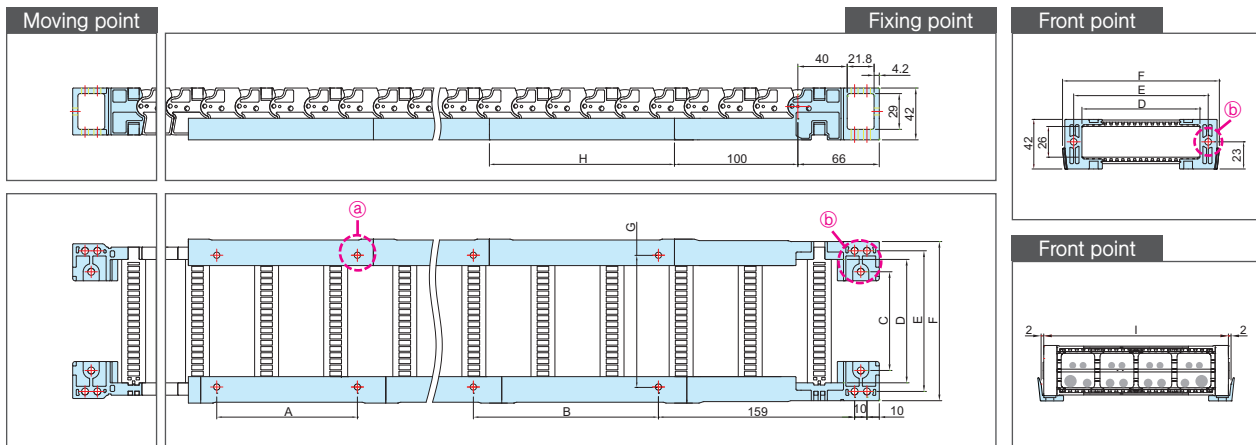 Moving point
Fixing point
Front point
40
21.8
4.2
29
42
H
100
66
F
E
D
ⓑ
42
26
23
ⓐ
ⓑ
G
C
D
E
F
A
B
159
10
10
Front point
2
I
2